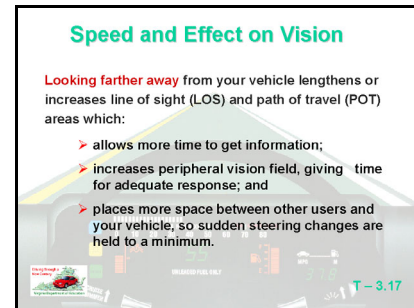 Speed and Effect on Vision
Looking farther away from your vehicle lengthens or
increases line of sight (LOS) and path of travel (POT)
areas which:
➢ allows more time to get information;
➢ increases peripheral vision field, giving time
for adequate response; and
➢ places more space between other users and
your vehicle, so sudden steering changes are
held to a minimum.
UNLEADED FUEL ONLY
T – 3.17